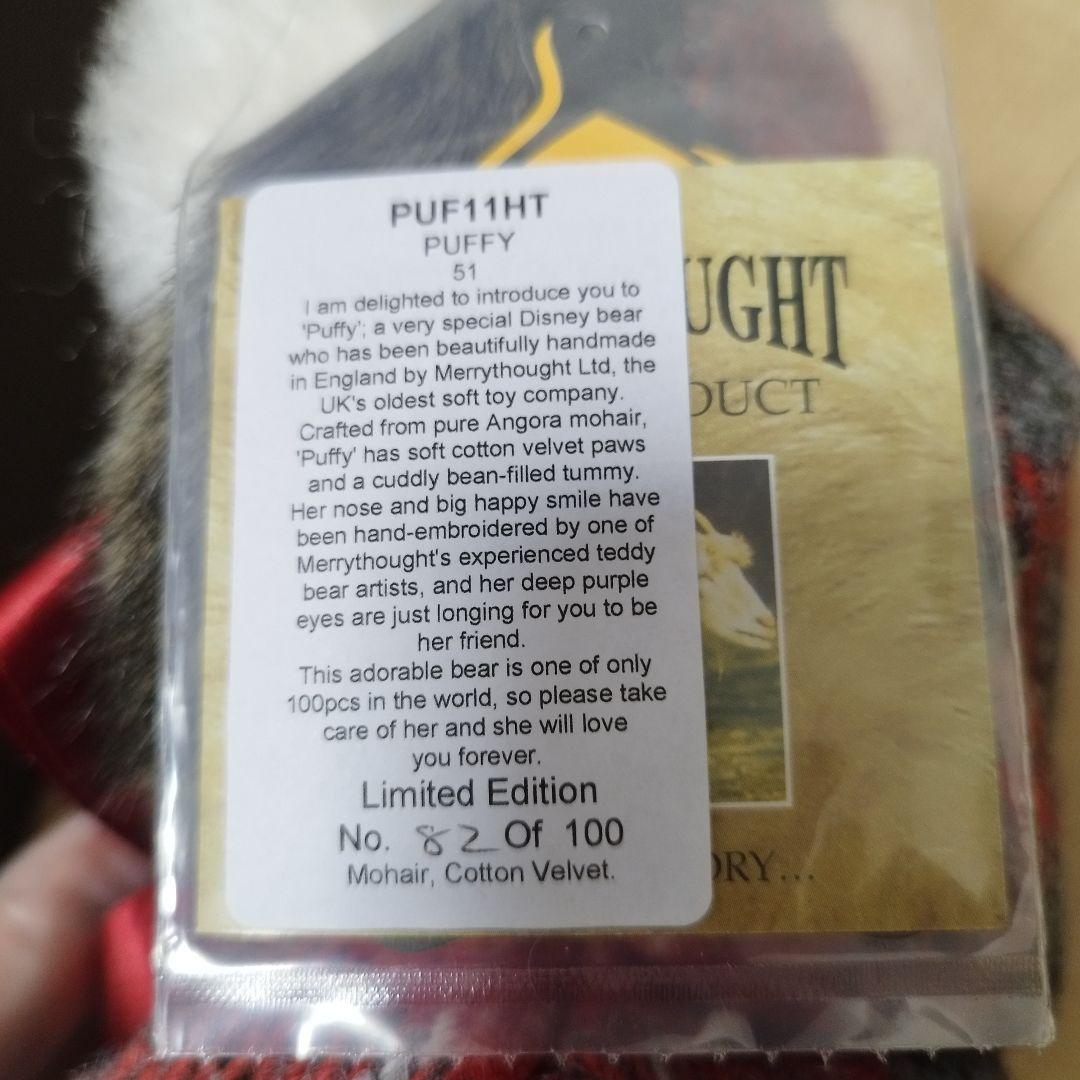 PUF11HT
PUFFY
51
I am delighted to introduce you to
'Puffy'; a very special Disney bear
who has been beautifully handmade
in England by Merrythought Ltd, the
UK's oldest soft toy company.
Crafted from pure Angora mohair,
'Puffy' has soft cotton velvet paws
and a cuddly bean-filled tummy.
Her nose and big happy smile have
been hand-embroidered by one of
Merrythought's experienced teddy
bear artists, and her deep purple
eyes are just longing for you to be
her friend.
This adorable bear is one of only
100pcs in the world, so please take
care of her and she will love
you forever.
Limited Edition
No. 82 Of 100
Mohair, Cotton Velvet.
UGHT
DUCT
ORY...